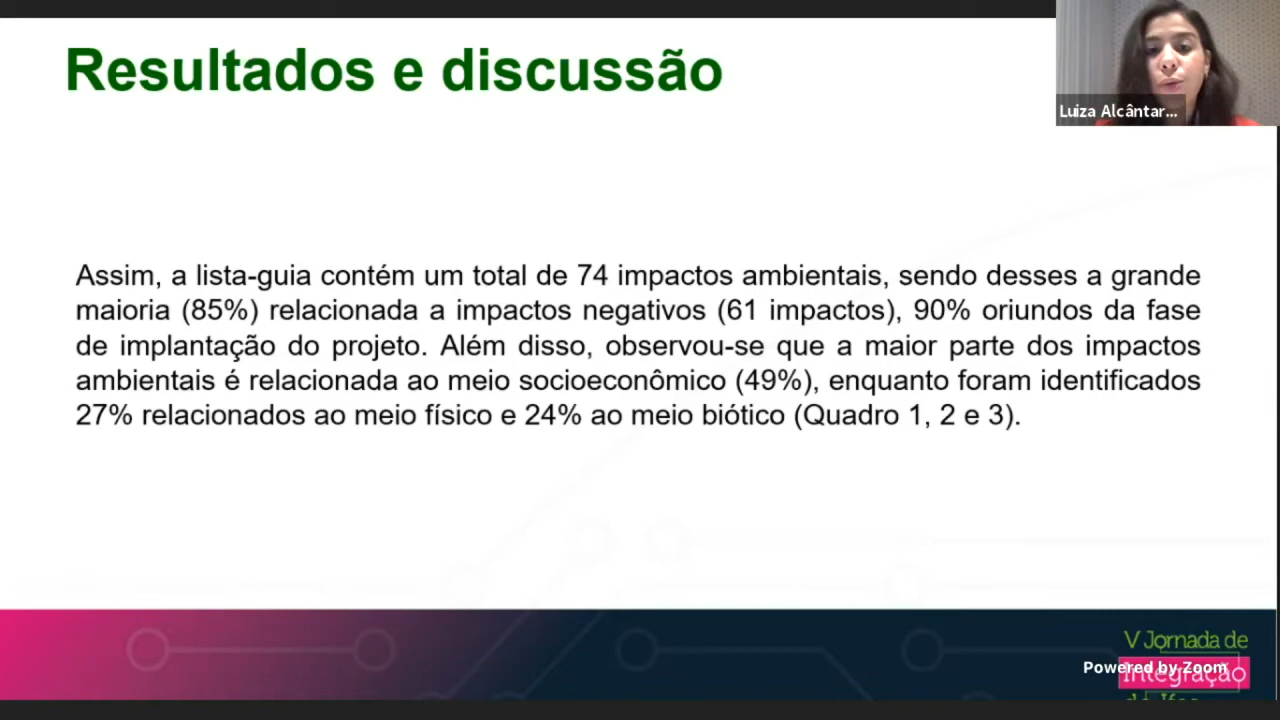 Resultados e discussão
Luiza Alcântar...
Assim, a lista-guia contém um total de 74 impactos ambientais, sendo desses a grande
maioria (85%) relacionada a impactos negativos (61 impactos), 90% oriundos da fase
de implantação do projeto. Além disso, observou-se que a maior parte dos impactos
ambientais é relacionada ao meio socioeconômico (49%), enquanto foram identificados
27% relacionados ao meio físico e 24% ao meio biótico (Quadro 1, 2 e 3).
V Jornada de
Powered by Zoom
Integração